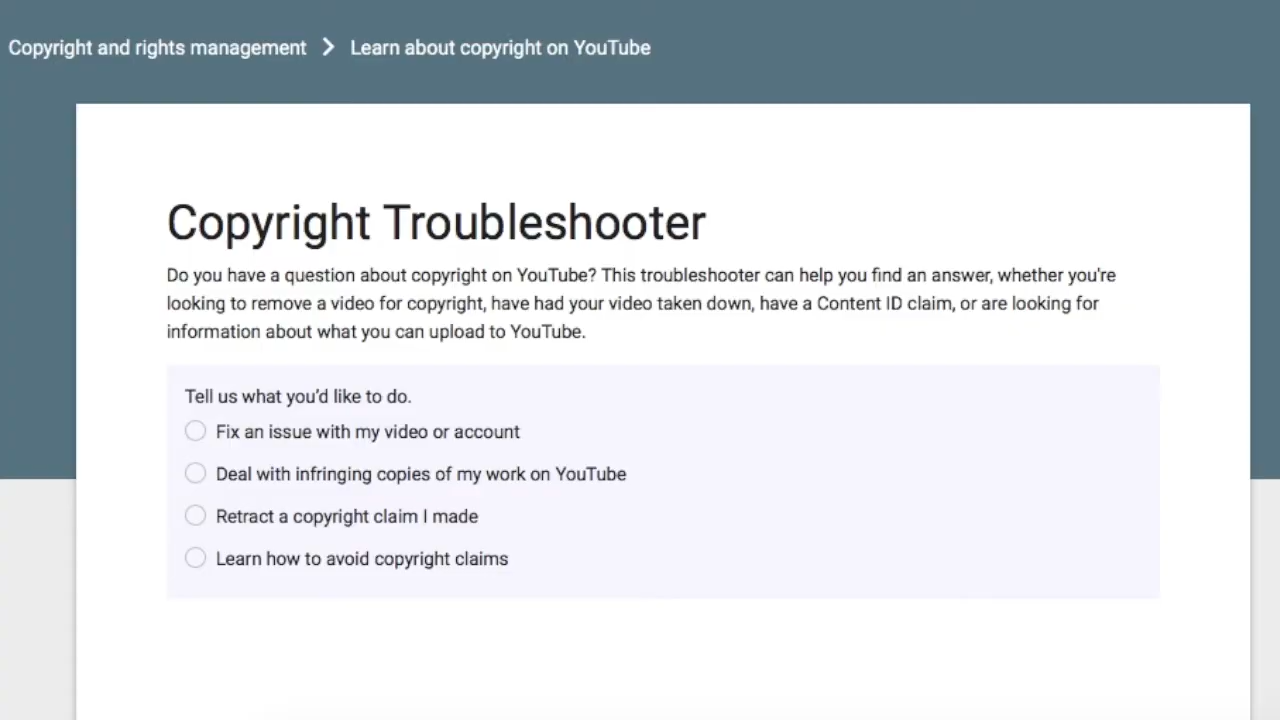 Copyright and rights management > Learn about copyright on YouTube
Copyright Troubleshooter
Do you have a question about copyright on YouTube? This troubleshooter can help you find an answer, whether you're
looking to remove a video for copyright, have had your video taken down, have a Content ID claim, or are looking for
information about what you can upload to YouTube.
Tell us what you'd like to do.
Fix an issue with my video or account
Deal with infringing copies of my work on YouTube
Retract a copyright claim I made
Learn how to avoid copyright claims